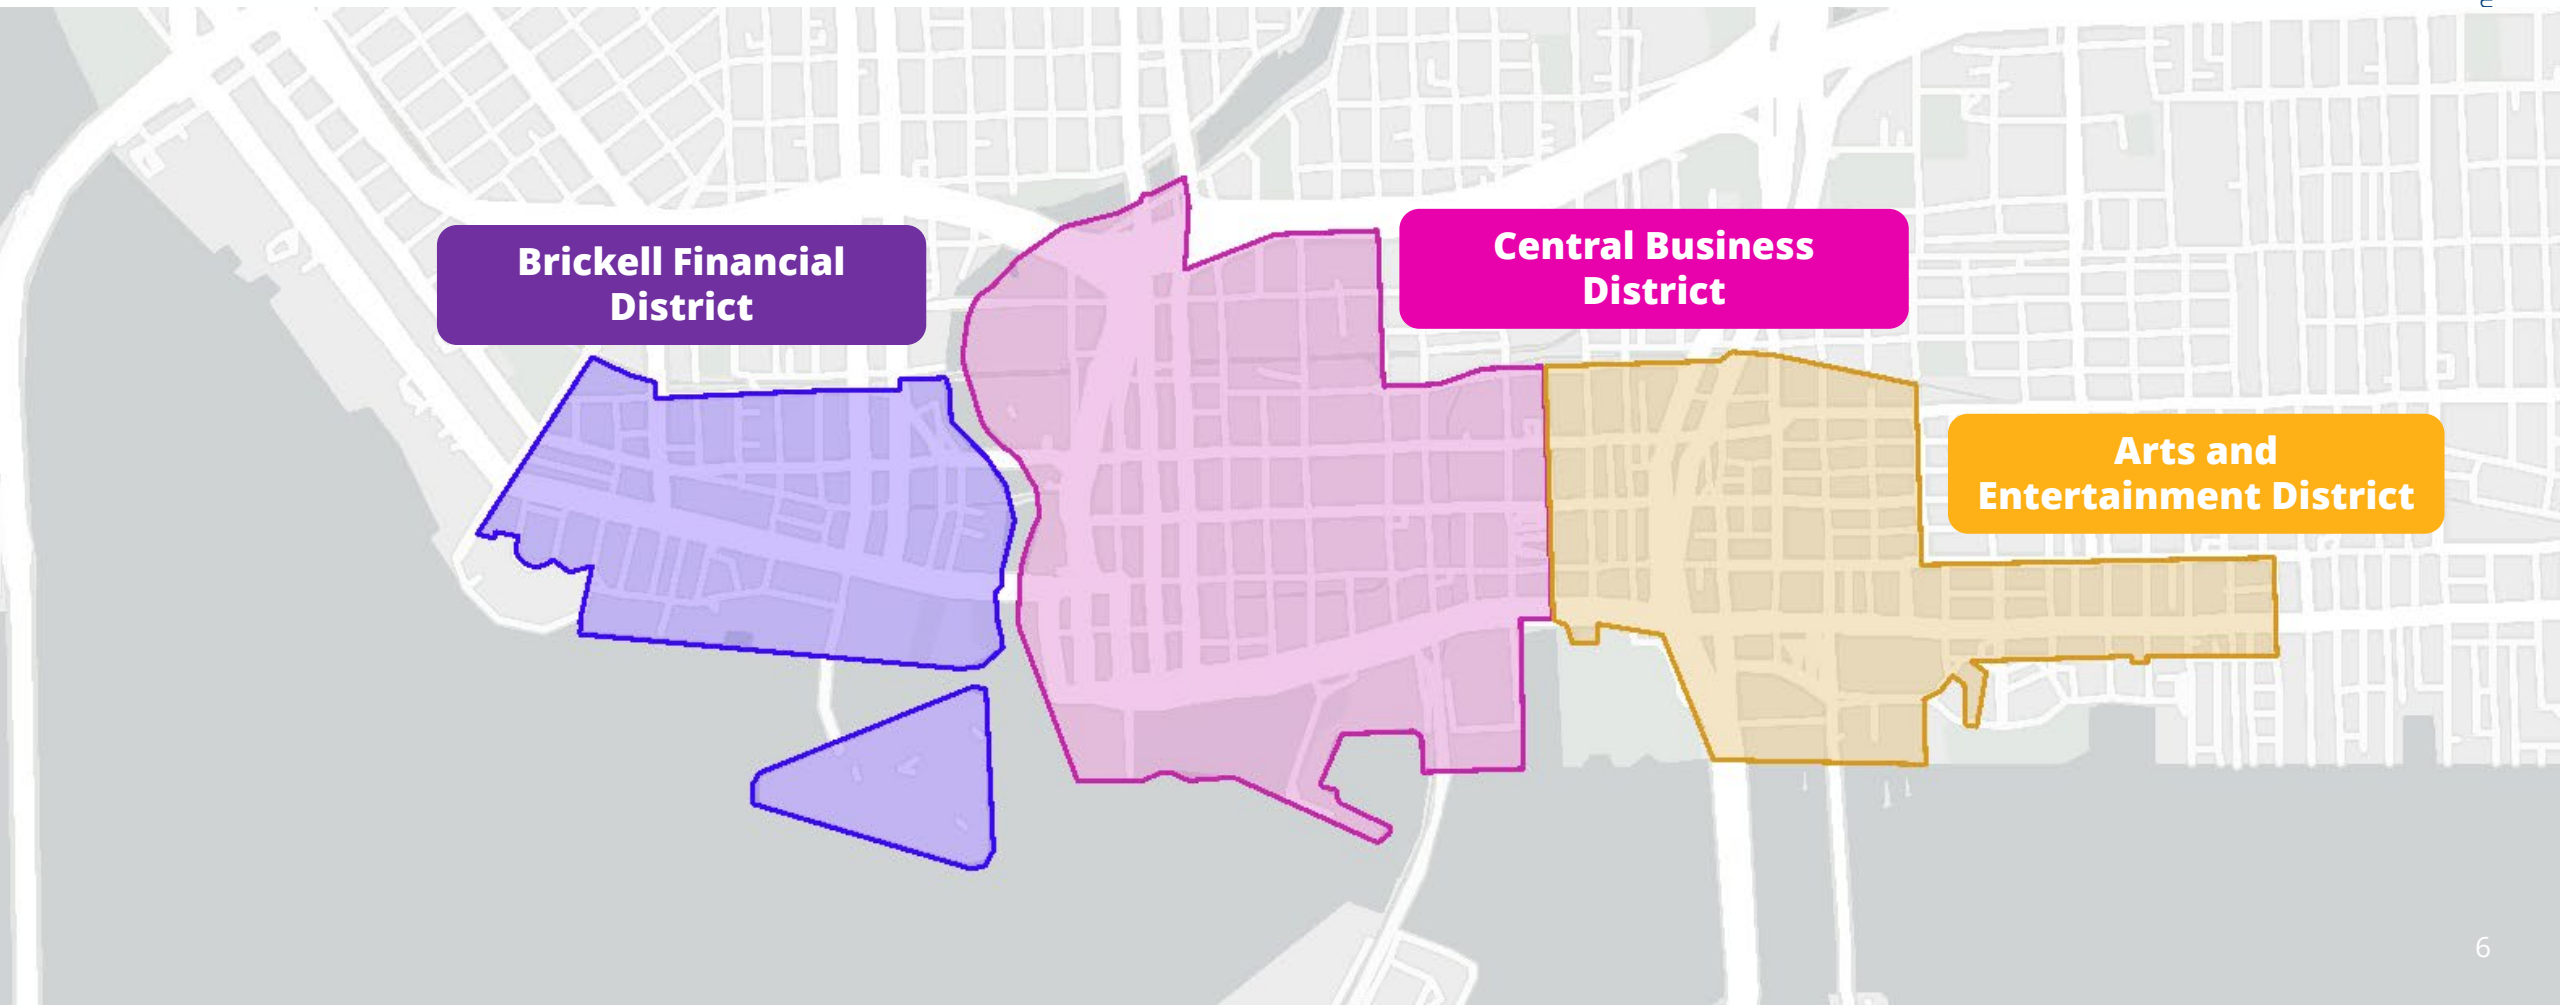 Brickell Financial
District
Central Business
District
Arts and
Entertainment District
6